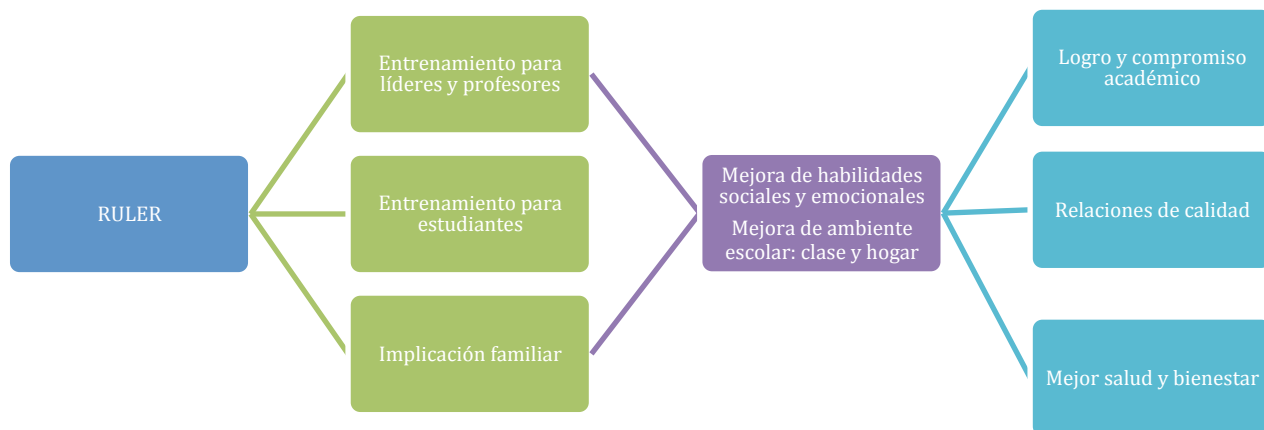 RULER
Entrenamiento para
líderes y profesores
Entrenamiento para
estudiantes
Implicación familiar
Mejora de habilidades
sociales y emocionales
Mejora de ambiente
escolar: clase y hogar
Logro y compromiso
académico
Relaciones de calidad
Mejor salud y bienestar